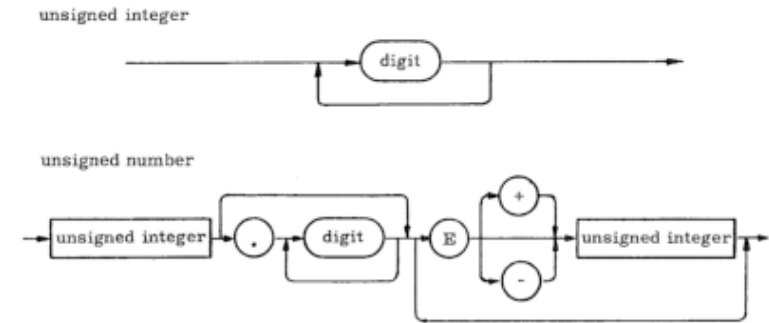 unsigned integer
digit
unsigned number
+
unsigned integer . digit E unsigned integer
-